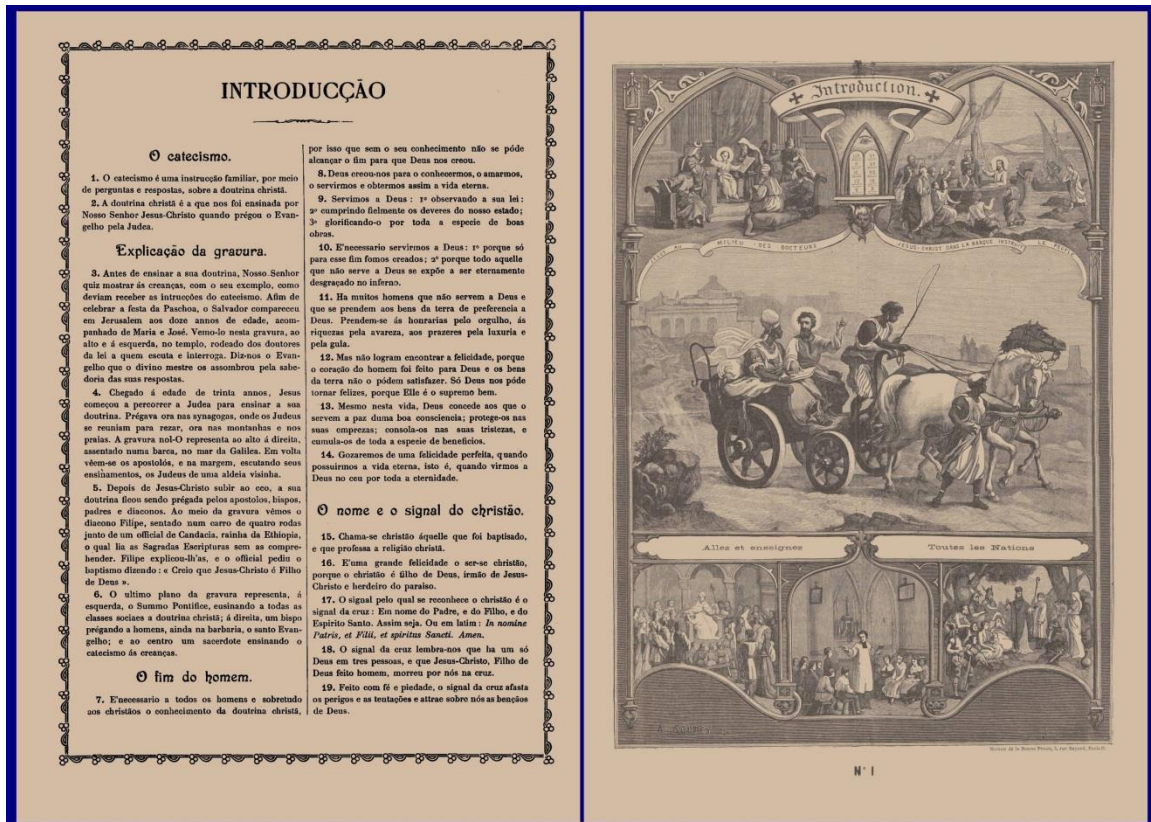 INTRODUCÇÃO
O catecismo.
1. O catecismo é uma instrucção familiar, por meio
de perguntas e respostas, sobre a doutrina christã.
2. A doutrina christã é a que nos foi ensinada por
Nosso Senhor Jesus-Christo quando prégou o Evan-
gelho pela Judea.
Explicação da gravura.
3. Antes de ensinar a sua doutrina, Nosso Senhor
quiz mostrar ás creanças, com o seu exemplo, como
deviam receber as intrucções do catecismo. Afim de
celebrar a festa da Paschoa, o Salvador compareceu
em Jerusalem aos doze annos de edade, acom-
panhado de Maria e José. Vemo-lo nesta gravura, ao
alto e á esquerda, no templo, rodeado dos doutores
da lei a quem escuta e interroga. Diz-nos o Evan-
gelho que o divino mestre os assombrou pela sabe-
doria das suas respostas.
4. Chegado á edade de trinta annos, Jesus
começou a percorrer a Judea para ensinar a sua
doutrina. Prégava ora nas synagogas, onde os Judeus
se reuniam para rezar, ora nas montanhas e nos
praias. A gravura nol-O representa ao alto á direita,
assentado numa barca, no mar da Galilea. Em volta
vêem-se os apostolós, e na margem, escutando seus
ensinamentos, os Judeus de uma aldeia visinha.
5. Depois de Jesus-Christo subir ao ceo, a sua
doutrina ficou sendo prégada pelos apostolos, bispos,
padres e diaconos. Ao meio da gravura vêmos o
diacono Filipe, sentado num carro de quatro rodas
junto de um official de Candacia, rainha da Ethiopia,
o qual lia as Sagradas Escripturas sem as compre-
hender. Filipe explicou-lh'as, e o official pediu o
baptismo dizendo : « Creio que Jesus-Christo é Filho
de Deus ».
6. O ultimo plano da gravura representa, á
esquerda, o Summo Pontifice, eusinando a todas as
classes sociaes a doutrina christã; á direita, um bispo
prégando a homens, ainda na barbaria, o santo Evan-
gelho; e ao centro um sacerdote ensinando o
catecismo ás creanças.
O fim do homem.
7. E'necessario a todos os homens e sobretudo
aos christãos o conhecimento da doutrina christã,
por isso que sem o seu conhecimento não se póde
alcançar o fim para que Deus nos creou.
8. Deus creou-nos para o conhecermos, o amarmos,
o servirmos e obtermos assim a vida eterna.
9. Servimos a Deus : 1º observando a sua lei :
2º cumprindo fielmente os deveres do nosso estado;
3º glorificando-o por toda a especie de boas
obras.
10. E'necessario servirmos a Deus: 1º porque só
para esse fim fomos creados; 2º porque todo aquelle
que não serve a Deus se expõe a ser eternamente
desgraçado no inferno.
11. Ha muitos homens que não servem a Deus e
que se prendem aos bens da terra de preferencia a
Deus. Prendem-se ás honrarias pelo orgulho, ás
riquezas pela avareza, aos prazeres pela luxuria e
pela gula.
12. Mas não logram encontrar a felicidade, porque
o coração do homem foi feito para Deus e os bens
da terra não o pódem satisfazer. Só Deus nos póde
tornar felizes, porque Elle é o supremo bem.
13. Mesmo nesta vida, Deus concede aos que o
servem a paz duma boa consciencia; protege-os nas
suas emprezas; consola-os nas suas tristezas, e
cumula-os de toda a especie de beneficios.
14. Gozaremos de uma felicidade perfeita, quando
possuirmos a vida eterna, isto é, quando virmos a
Deus no ceu por toda a eternidade.
O nome e o signal do christão.
15. Chama-se christão áquelle que foi baptisado,
e que professa a religião christã.
16. E'uma grande felicidade o ser-se christão,
porque o christão é filho de Deus, irmão de Jesus-
Christo e herdeiro do paraiso.
17. O signal pelo qual se reconhece o christão é o
signal da cruz : Em nome do Padre, e do Filho, e do
Espirito Santo. Assim seja. Ou em latim : In nomine
Patris, et Filii, et spiritus Sancti. Amen.
18. O signal da cruz lembra-nos que ha um só
Deus em tres pessoas, e que Jesus-Christo, Filho de
Deus feito homem, morreu por nós na cruz.
19. Feito com fé e piedade, o signal da cruz afasta
os perigos e as tentações e attrae sobre nós as bençãos
de Deus.
Introduction.
JESUS AU MILIEU DES DOCTEURS
JESUS-CHRIST DANS LA BARQUE INSTRUIT LE PEUPLE
Allez et enseignez
Toutes les Nations
Maison de la Bonne Presse, 5, rue Bayard, Paris
N° 1